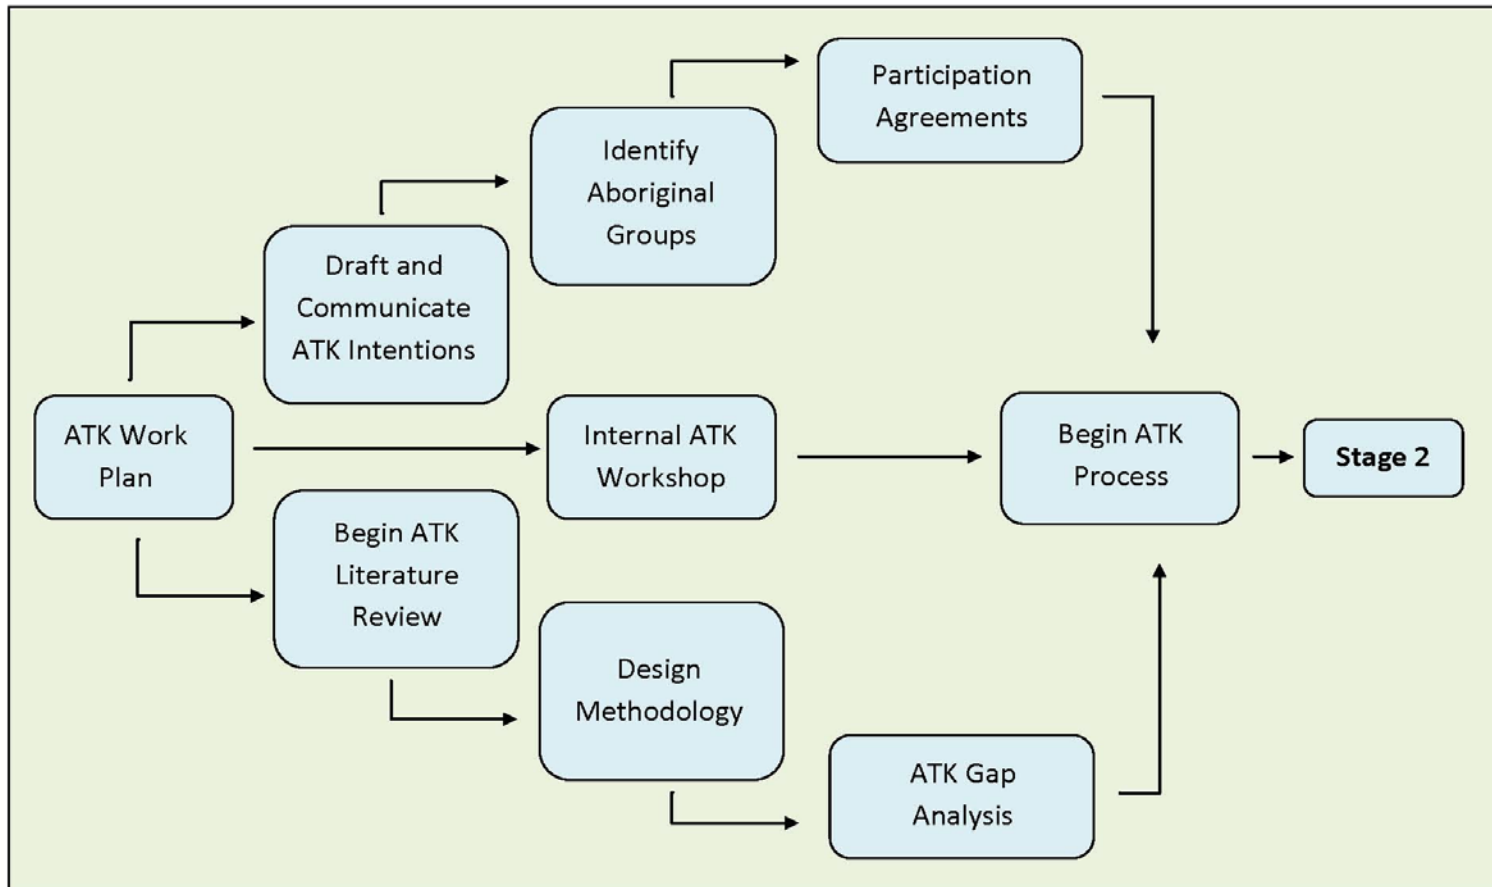 Participation
Agreements
Identify
Aboriginal
Groups
Draft and
Communicate
ATK Intentions
ATK Work
Plan
Internal ATK
Workshop
Begin ATK
Process
Stage 2
Begin ATK
Literature
Review
Design
Methodology
ATK Gap
Analysis